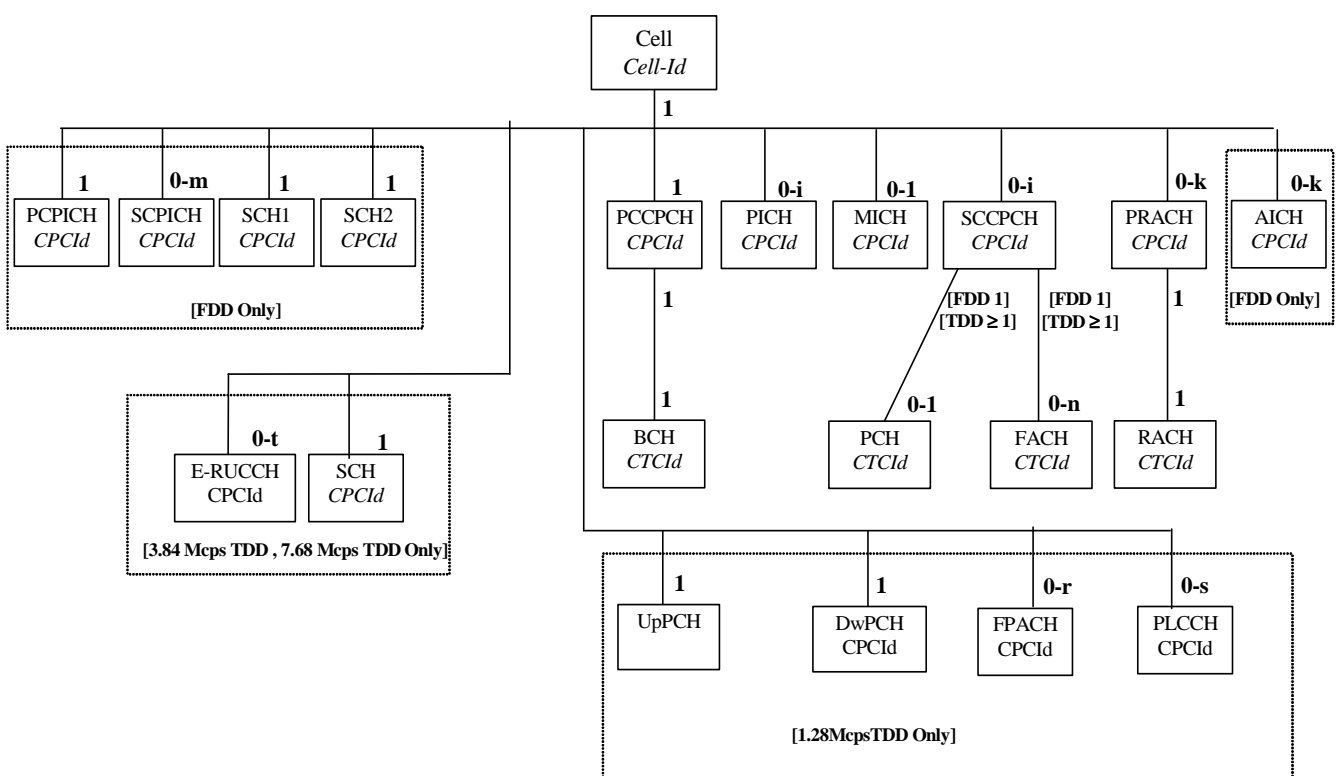 Cell
Cell-Id
1
1
0-m
1
1
1
0-i
0-1
0-i
0-k
0-k
PCPICH
CPCId
SCPICH
CPCId
SCH1
CPCId
SCH2
CPCId
PCCPCH
CPCId
PICH
CPCId
MICH
CPCId
SCCPCH
CPCId
PRACH
CPCId
AICH
CPCId
[FDD Only]
[FDD Only]
1
[FDD 1]
[TDD ≥ 1]
[FDD 1]
[TDD ≥ 1]
1
1
0-1
0-n
1
BCH
CTCId
PCH
CTCId
FACH
CTCId
RACH
CTCId
0-t
1
E-RUCCH
CPCId
SCH
CPCId
[3.84 Mcps TDD , 7.68 Mcps TDD Only]
1
1
0-r
0-s
UpPCH
DwPCH
CPCId
FPACH
CPCId
PLCCH
CPCId
[1.28McpsTDD Only]